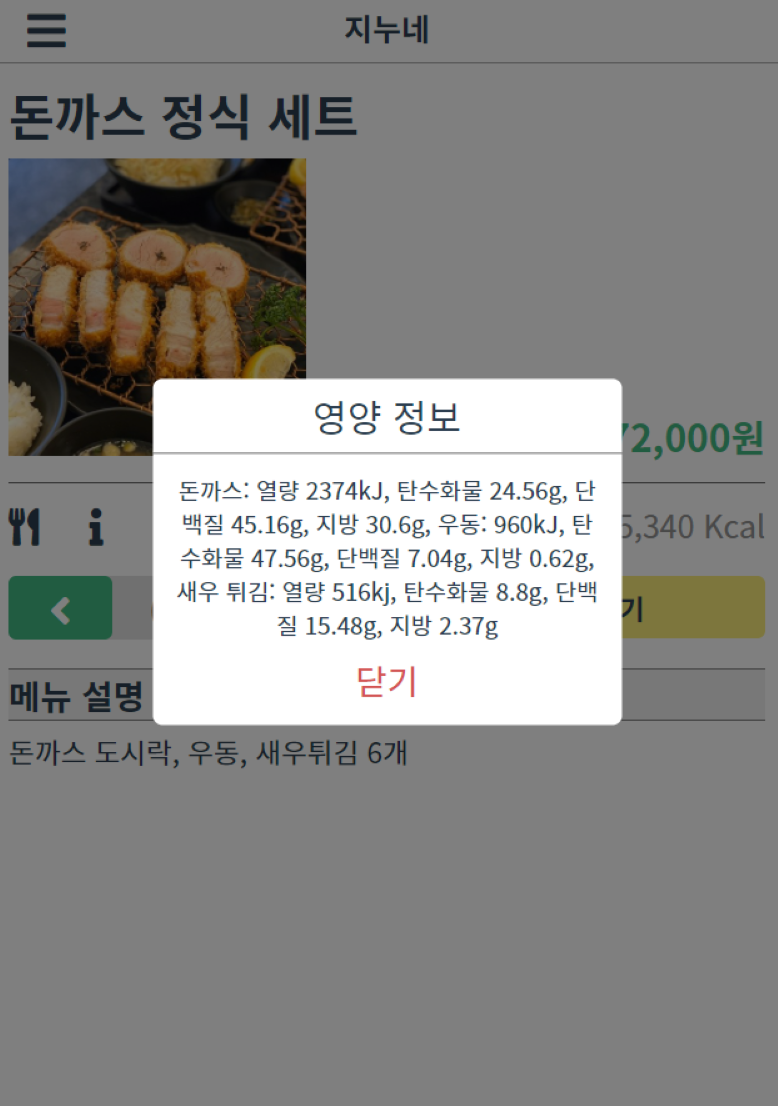 지누네
돈까스 정식 세트
2,000원
영양 정보
돈까스: 열량 2374kJ, 탄수화물 24.56g, 단
백질 45.16g, 지방 30.6g, 우동: 960kJ, 탄
수화물 47.56g, 단백질 7.04g, 지방 0.62g,
새우 튀김: 열량 516kj, 탄수화물 8.8g, 단백
질 15.48g, 지방 2.37g
닫기
5,340 Kcal
기
메뉴 설명
돈까스 도시락, 우동, 새우튀김 6개